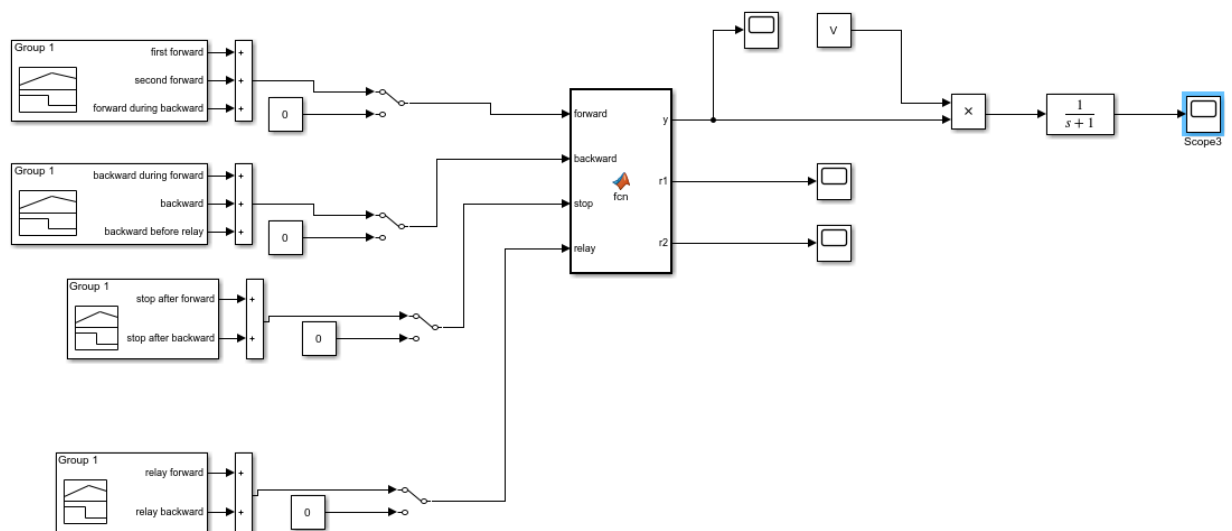 Group 1
first forward
+
second forward
+
forward during backward
+
0
Group 1
backward during forward
+
backward
+
backward before relay
+
0
Group 1
stop after forward
+
stop after backward
+
0
Group 1
relay forward
+
relay backward
+
0
forward
backward
stop
relay
fcn
y
r1
r2
V
×
1
s + 1
Scope3